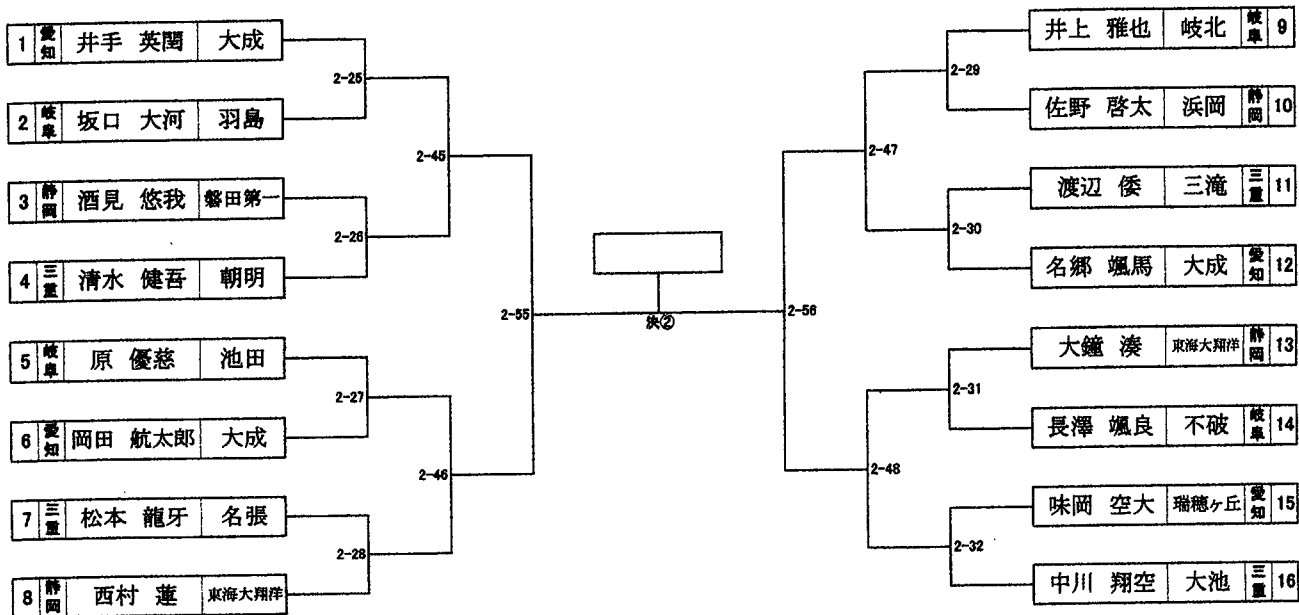 1 愛知 井手 英閏 大成
2-25
2 岐阜 坂口 大河 羽島
2-45
3 静岡 酒見 悠我 磐田第一
2-26
4 三重 清水 健吾 朝明
2-55
5 岐阜 原 優慈 池田
2-27
6 愛知 岡田 航太郎 大成
2-46
7 三重 松本 龍牙 名張
2-28
8 静岡 西村 蓮 東海大翔洋
決②
井上 雅也 岐北 岐阜 9
2-29
佐野 啓太 浜岡 静岡 10
2-47
渡辺 倭 三滝 三重 11
2-30
名郷 颯馬 大成 愛知 12
2-56
大鐘 湊 東海大翔洋 静岡 13
2-31
長澤 颯良 不破 岐阜 14
2-48
味岡 空大 瑞穂ヶ丘 愛知 15
2-32
中川 翔空 大池 三重 16